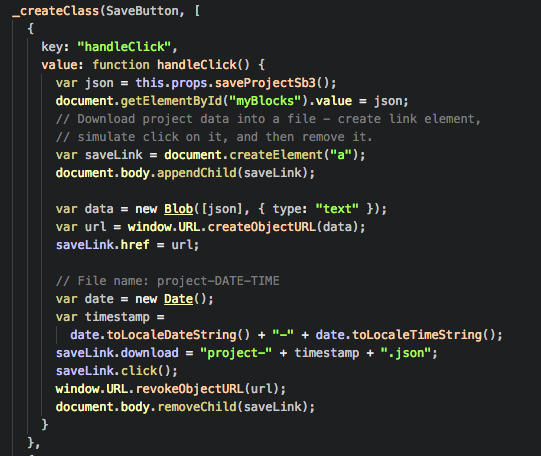 _createClass(SaveButton, [
{
key: "handleClick",
value: function handleClick() {
var json = this.props.saveProjectSb3();
document.getElementById("myBlocks").value = json;
// Download project data into a file - create link element,
// simulate click on it, and then remove it.
var saveLink = document.createElement("a");
document.body.appendChild(saveLink);
var data = new Blob([json], { type: "text" });
var url = window.URL.createObjectURL(data);
saveLink.href = url;
// File name: project-DATE-TIME
var date = new Date();
var timestamp =
date.toLocaleDateString() + "-" + date.toLocaleTimeString();
saveLink.download = "project-" + timestamp + ".json";
saveLink.click();
window.URL.revokeObjectURL(url);
document.body.removeChild(saveLink);
}
},